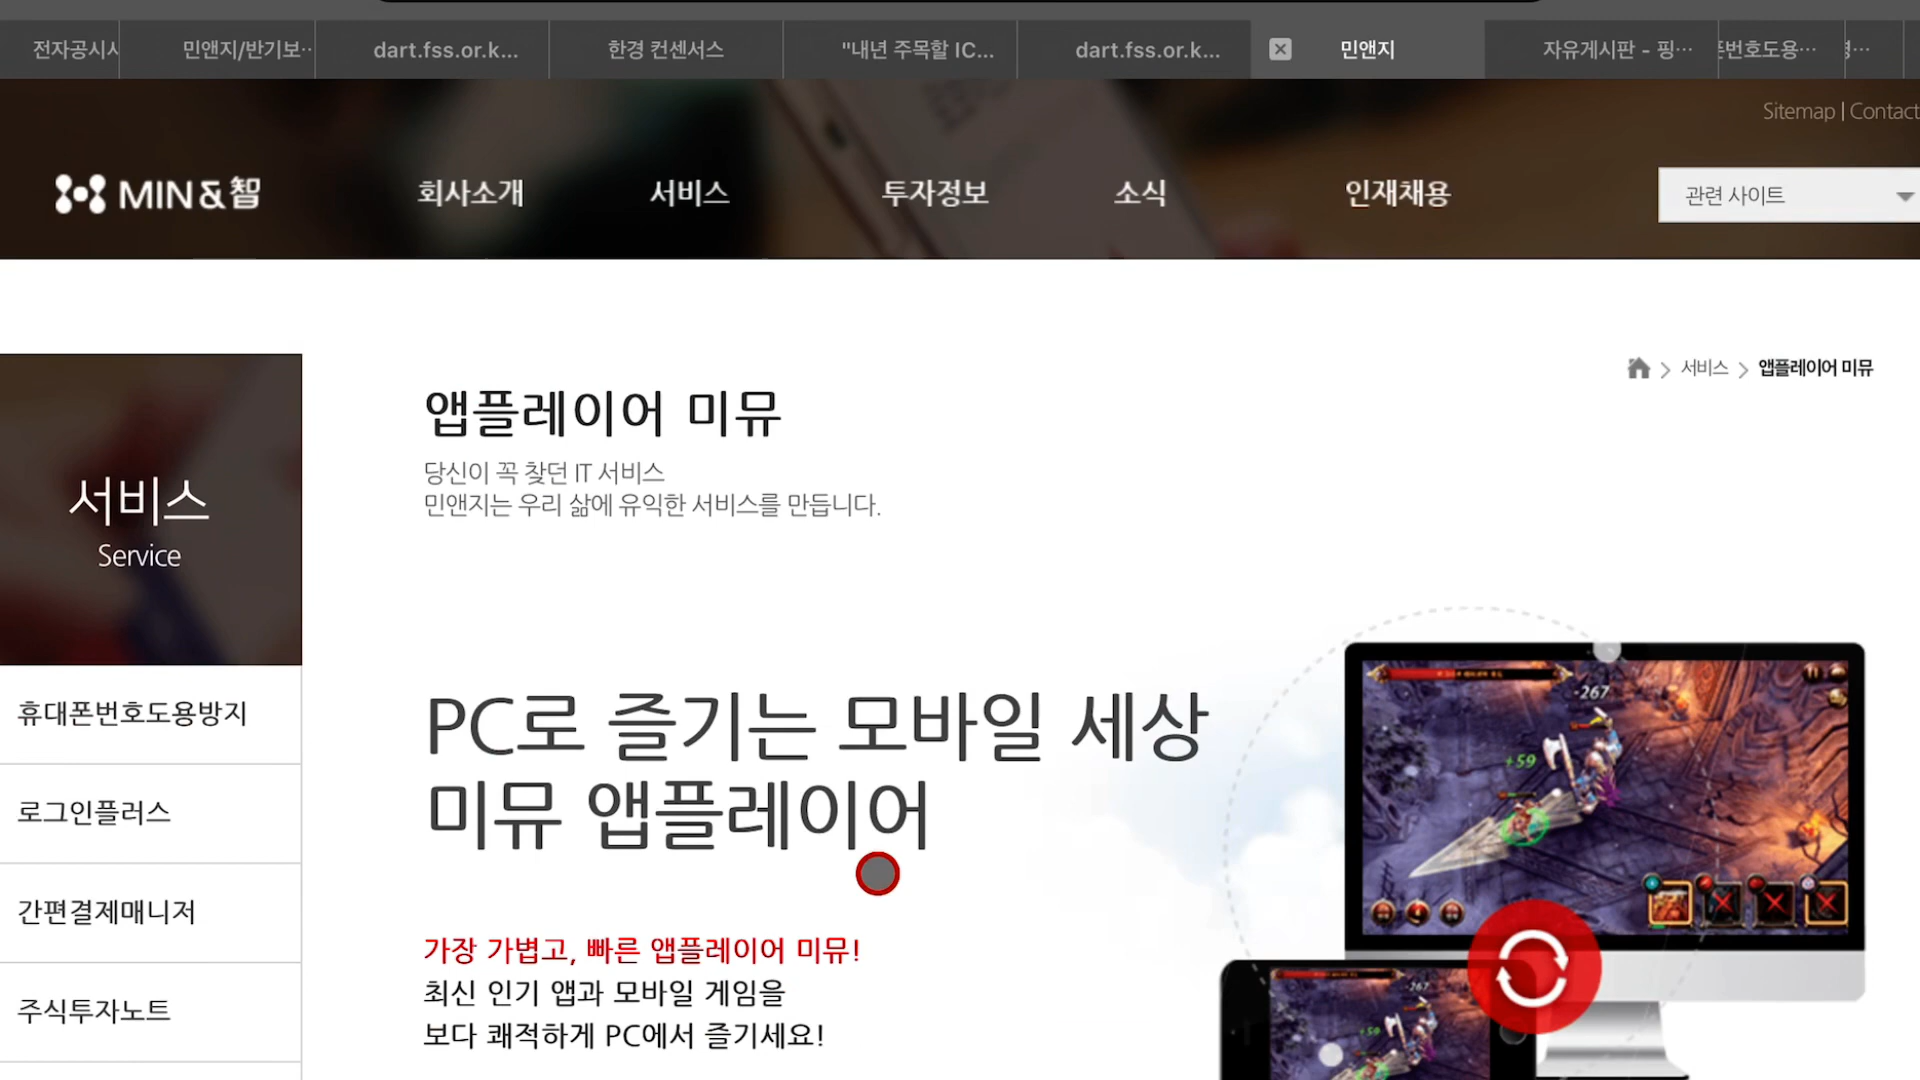 민앤지/반기보…
dart.fss.or.k...
한경 컨센서스
"내년 주목할 IC...
dart.fss.or.k...
민앤지
자유게시판 - 핑…
번호도용…
Sitemap | Contact
MIN&智
회사소개
서비스
투자정보
소식
인재채용
관련 사이트
서비스 > 앱플레이어 미뮤
앱플레이어 미뮤
당신이 꼭 찾던 IT 서비스
민앤지는 우리 삶에 유익한 서비스를 만듭니다.
서비스
Service
휴대폰번호도용방지
로그인플러스
간편결제매니저
주식투자노트
PC로 즐기는 모바일 세상
미뮤 앱플레이어
가장 가볍고, 빠른 앱플레이어 미뮤!
최신 인기 앱과 모바일 게임을
보다 쾌적하게 PC에서 즐기세요!
-267
+59
-267
+59